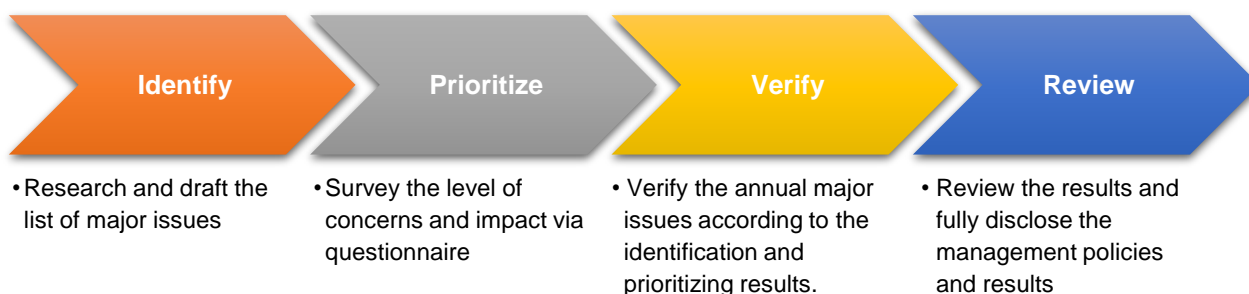 Identify
Prioritize
Verify
Review
• Research and draft the
list of major issues
• Survey the level of
concerns and impact via
questionnaire
• Verify the annual major
issues according to the
identification and
prioritizing results.
• Review the results and
fully disclose the
management policies
and results